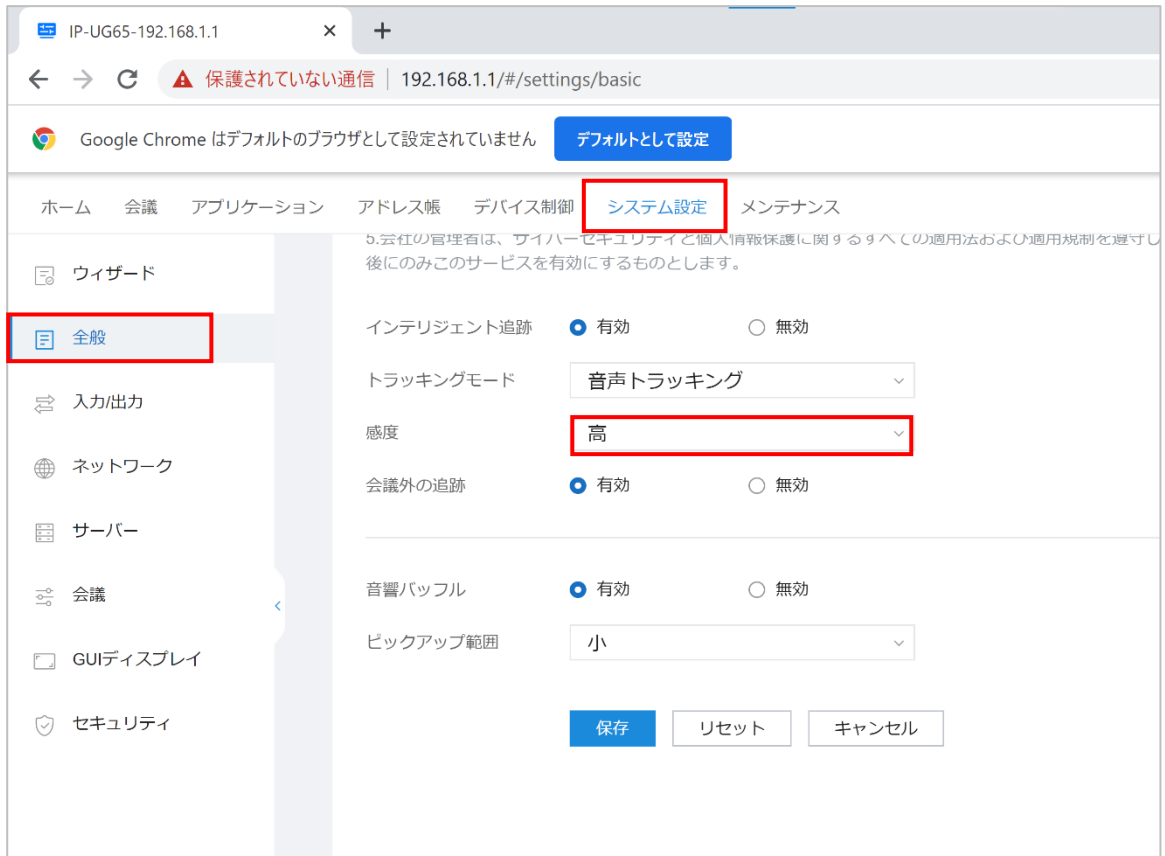 IP-UG65-192.168.1.1
保護されていない通信 192.168.1.1/#/settings/basic
Google Chrome はデフォルトのブラウザとして設定されていません デフォルトとして設定
ホーム 会議 アプリケーション アドレス帳 デバイス制御 システム設定 メンテナンス
5.会社の管理者は、サイバーセキュリティと個人情報保護に関するすべての適用法および適用規制を遵守し
後にのみこのサービスを有効にするものとします。
ウィザード
全般
入力/出力
ネットワーク
サーバー
会議
GUIディスプレイ
セキュリティ
インテリジェント追跡 有効 無効
トラッキングモード 音声トラッキング
感度 高
会議外の追跡 有効 無効
音響バッフル 有効 無効
ピックアップ範囲 小
保存 リセット キャンセル